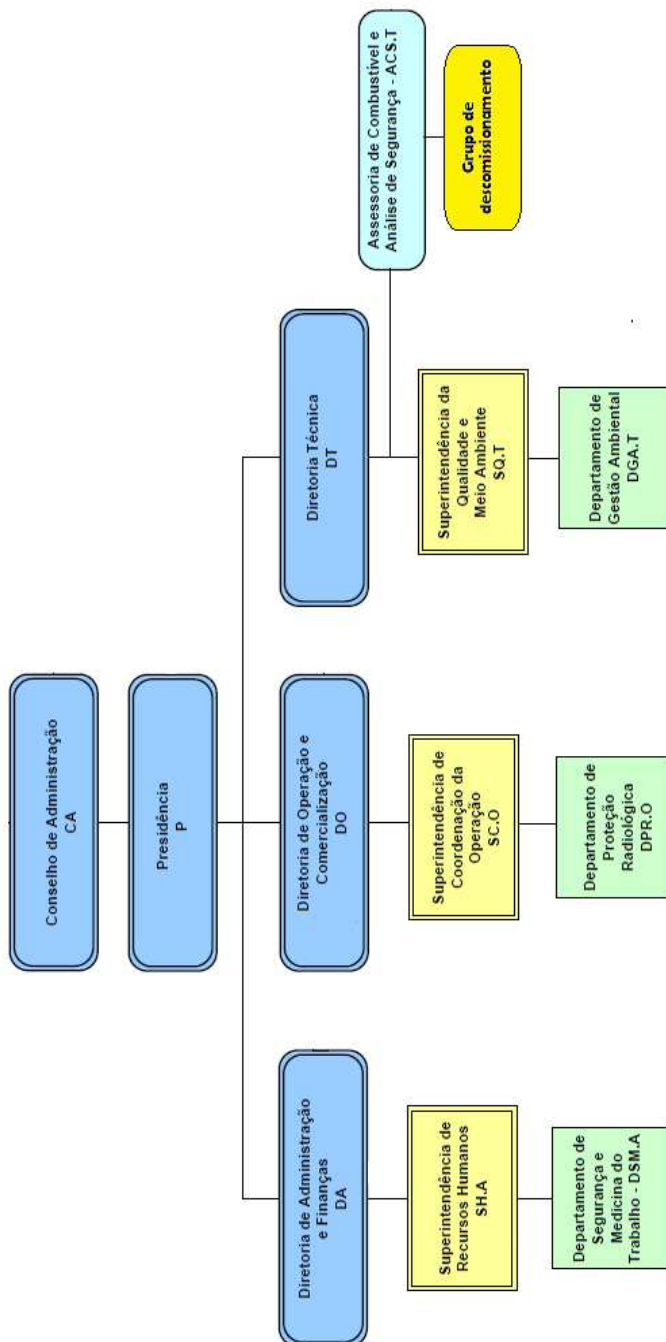 Conselho de Administração
CA
Presidência
P
Diretoria de Administração
e Finanças
DA
Diretoria de Operação e
Comercialização
DO
Diretoria Técnica
DT
Assessoria de Combustível e
Análise de Segurança - ACS.T
Grupo de
descomissionamento
Superintendência de
Recursos Humanos
SH.A
Superintendência de
Coordenação da
Operação
SC.O
Superintendência da
Qualidade e
Meio Ambiente
SQ.T
Departamento de
Segurança e
Medicina do
Trabalho - DSM.A
Departamento de
Proteção
Radiológica
DPR.O
Departamento de
Gestão Ambiental
DGA.T